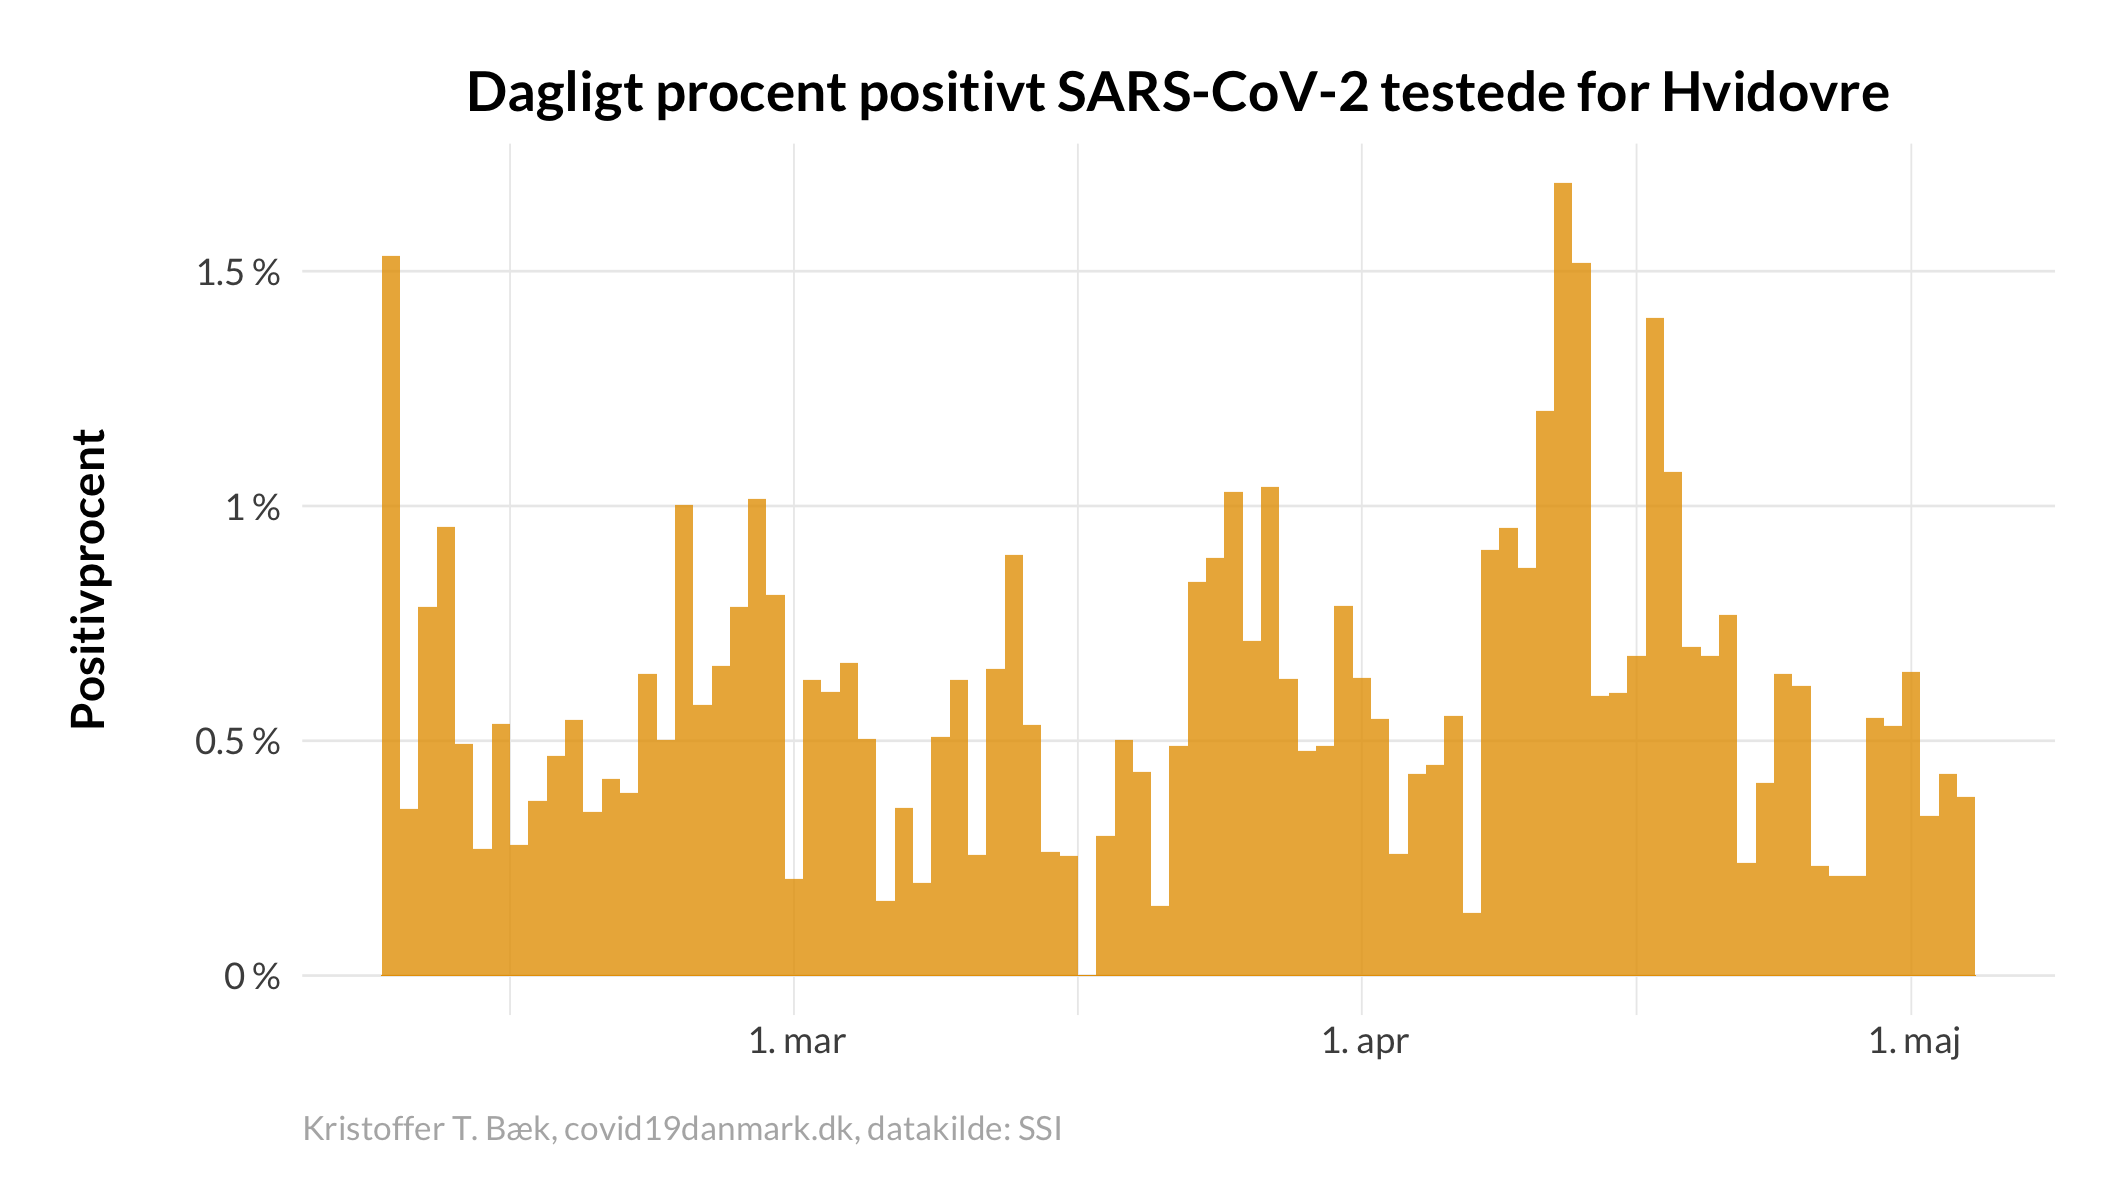 Dagligt procent positivt SARS-CoV-2 testede for Hvidovre
Positivprocent
1.5 %
1 %
0.5 %
0 %
1. mar
1. apr
1. maj
Kristoffer T. Bæk, covid19danmark.dk, datakilde: SSI